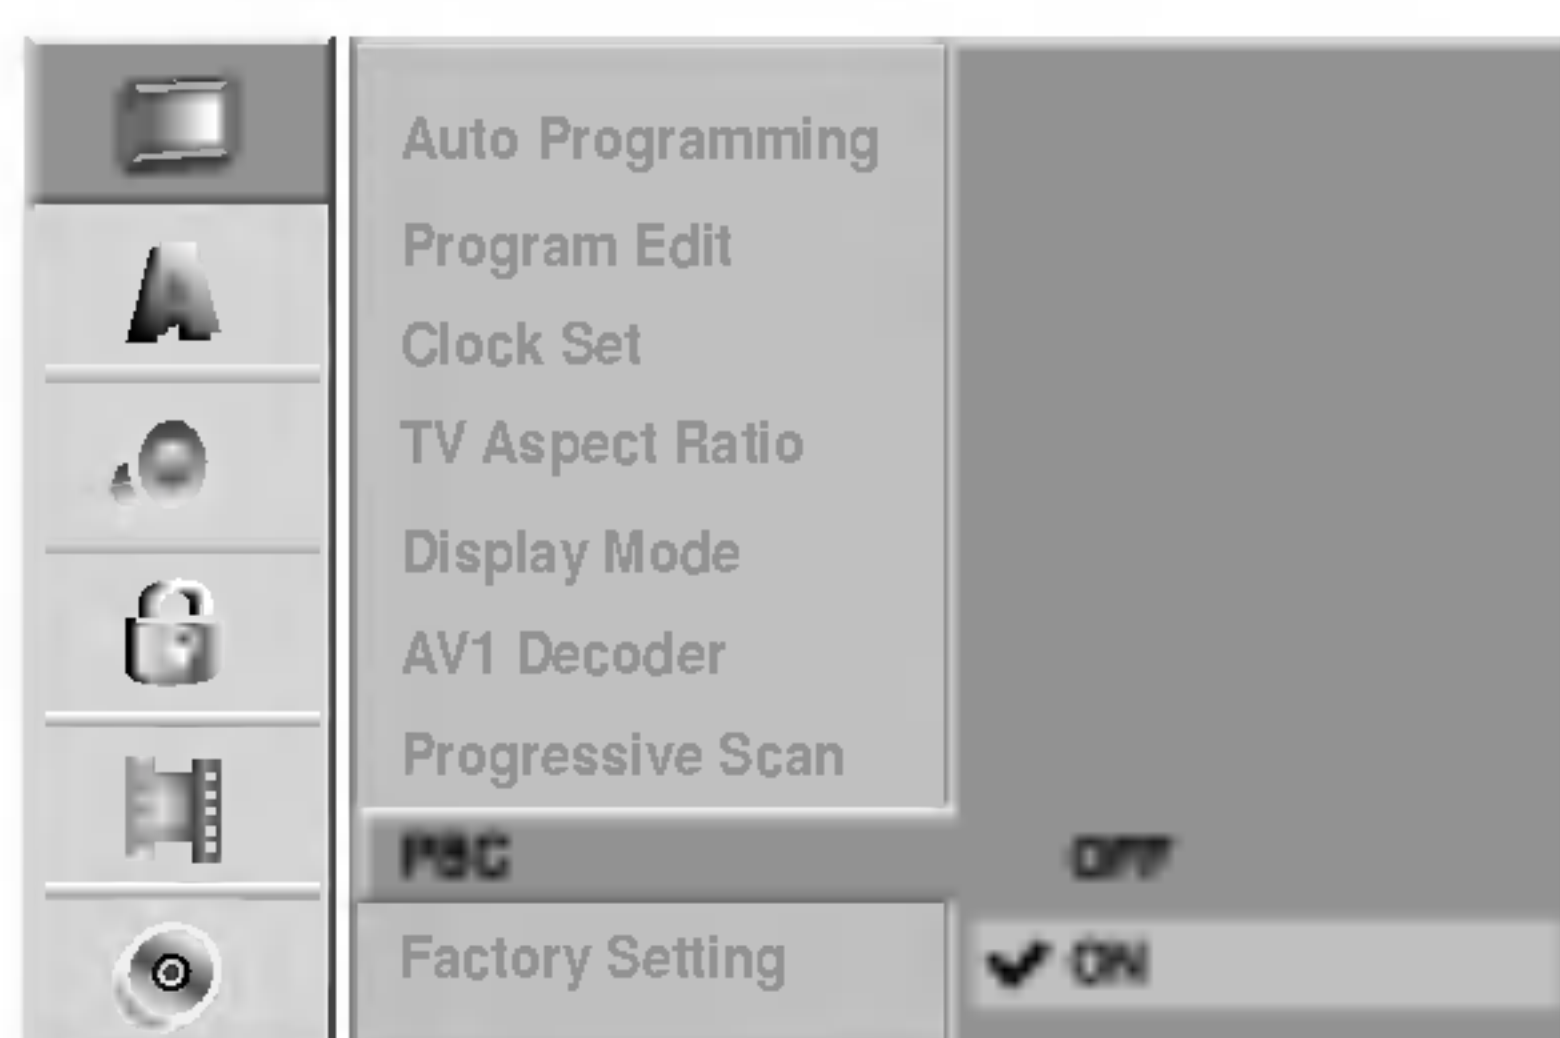 A
Auto Programming
Program Edit
Clock Set
TV Aspect Ratio
Display Mode
AV1 Decoder
Progressive Scan
PBC OFF
Factory Setting ✔ ON